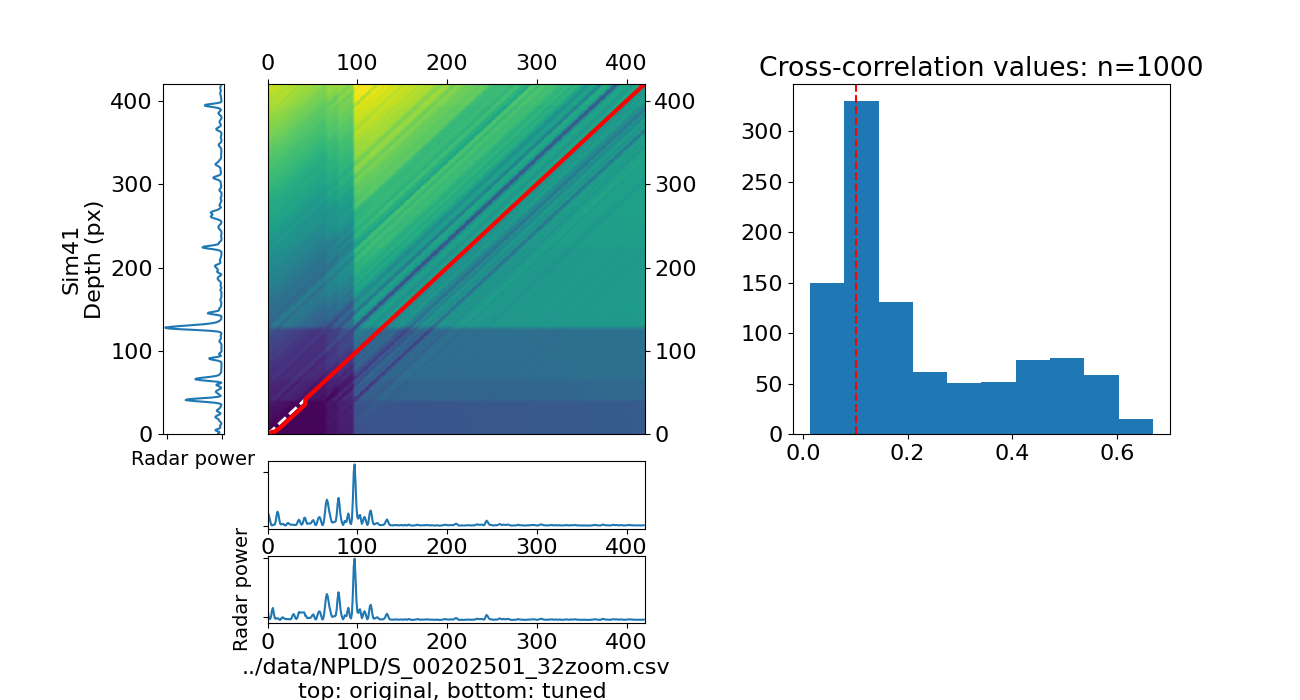 0 100 200 300 400
Cross-correlation values: n=1000
400
300
200
100
0
Sim41
Depth (px)
Radar power
400
300
200
100
0
300
250
200
150
100
50
0
0.0 0.2 0.4 0.6
0 100 200 300 400
Radar power
0 100 200 300 400
../data/NPLD/S_00202501_32zoom.csv
top: original, bottom: tuned